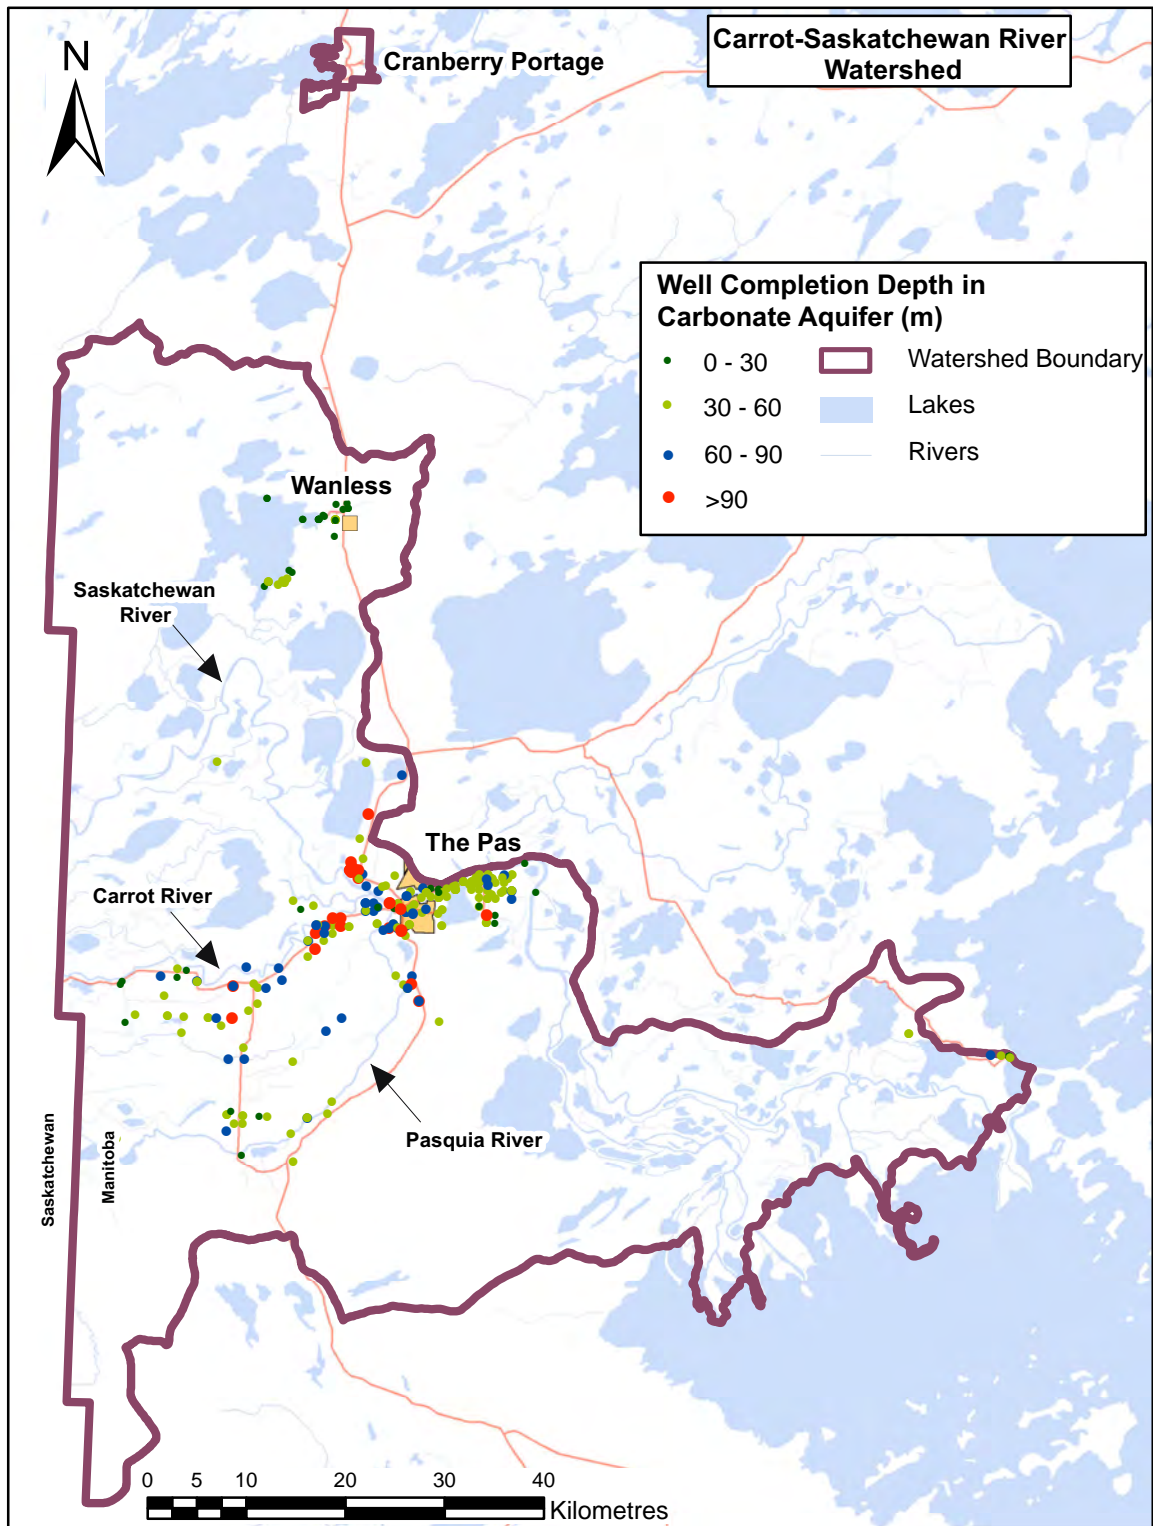 Carrot-Saskatchewan River
Watershed
N
Cranberry Portage
Well Completion Depth in
Carbonate Aquifer (m)
0 - 30
Watershed Boundary
30 - 60
Lakes
60 - 90
Rivers
>90
Wanless
Saskatchewan
River
The Pas
Carrot River
Pasquia River
Saskatchewan
Manitoba
0 5 10 20 30 40
Kilometres